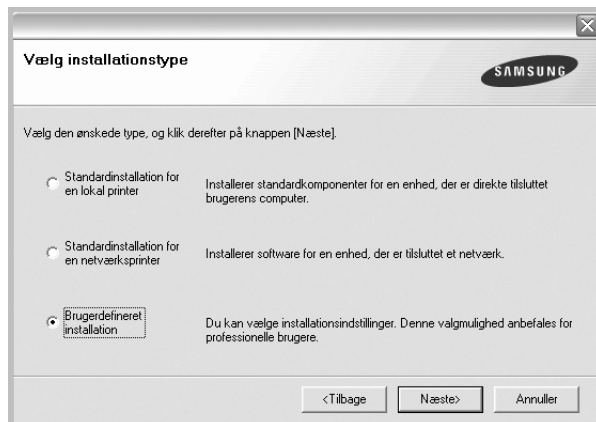 Vælg installationstype
SAMSUNG
Vælg den ønskede type, og klik derefter på knappen [Næste].
Standardinstallation for
en lokal printer
Installerer standardkomponenter for en enhed, der er direkte tilsluttet
brugerens computer.
Standardinstallation for
en netværksprinter
Installerer software for en enhed, der er tilsluttet et netværk.
Brugerdefineret
installation
Du kan vælge installationsindstillinger. Denne valgmulighed anbefales for
professionelle brugere.
<Tilbage
Næste>
Annuller